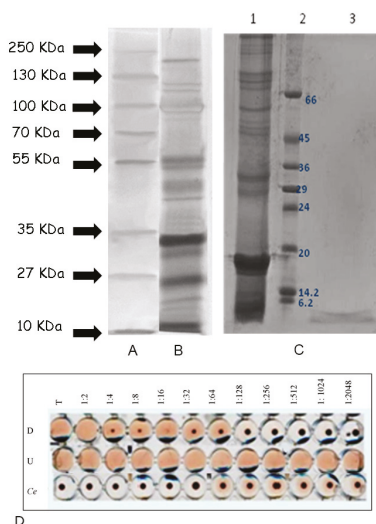 250 KDa
130 KDa
100 KDa
70 KDa
55 KDa
35 KDa
27 KDa
10 KDa
A B
1 2 3
66
45
36
29
24
20
14.2
6.2
C
T 1:2 1:4 1:8 1:16 1:32 1:64 1:128 1:256 1:512 1: 1024 1:2048
D
U
Ce
D